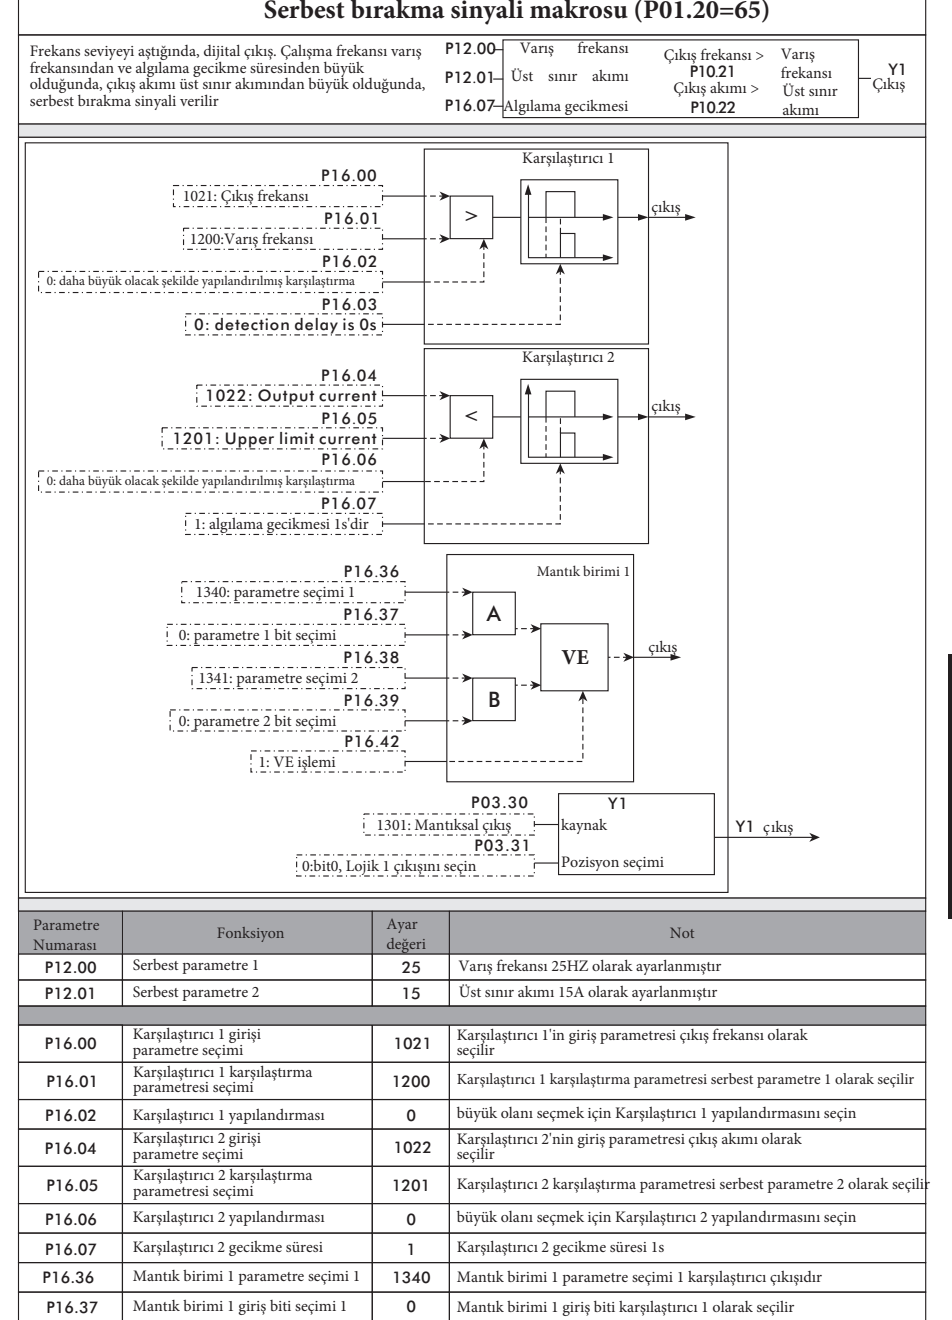 Serbest bırakma sinyali makrosu (P01.20=65)
Frekans seviyeyi aştığında, dijital çıkış. Çalışma frekansı varış
frekansından ve algılama gecikme süresinden büyük
olduğunda, çıkış akımı üst sınır akımından büyük olduğunda,
serbest bırakma sinyali verilir
P12.00 Varış frekansı
P12.01 Üst sınır akımı
P16.07 Algılama gecikmesi
Çıkış frekansı >
P10.21
Çıkış akımı >
P10.22
Varış
frekansı
Üst sınır
akımı
Y1
Çıkış
Karşılaştırıcı 1
P16.00
1021: Çıkış frekansı
P16.01
1200:Varış frekansı
P16.02
0: daha büyük olacak şekilde yapılandırılmış karşılaştırma
P16.03
0: detection delay is 0s
>
çıkış
Karşılaştırıcı 2
P16.04
1022: Output current
P16.05
1201: Upper limit current
P16.06
0: daha büyük olacak şekilde yapılandırılmış karşılaştırma
P16.07
1: algılama gecikmesi 1s'dir
<
çıkış
Mantık birimi 1
P16.36
1340: parametre seçimi 1
P16.37
0: parametre 1 bit seçimi
P16.38
1341: parametre seçimi 2
P16.39
0: parametre 2 bit seçimi
P16.42
1: VE işlemi
A
B
VE
çıkış
P03.30
1301: Mantıksal çıkış
P03.31
0:bit0, Lojik 1 çıkışını seçin
Y1
kaynak
Pozisyon seçimi
Y1 çıkış
Parametre Numarası Fonksiyon Ayar değeri Not
P12.00 Serbest parametre 1 25 Varış frekansı 25HZ olarak ayarlanmıştır
P12.01 Serbest parametre 2 15 Üst sınır akımı 15A olarak ayarlanmıştır
P16.00 Karşılaştırıcı 1 girişi parametre seçimi 1021 Karşılaştırıcı 1'in giriş parametresi çıkış frekansı olarak seçilir
P16.01 Karşılaştırıcı 1 karşılaştırma parametresi seçimi 1200 Karşılaştırıcı 1 karşılaştırma parametresi serbest parametre 1 olarak seçilir
P16.02 Karşılaştırıcı 1 yapılandırması 0 büyük olanı seçmek için Karşılaştırıcı 1 yapılandırmasını seçin
P16.04 Karşılaştırıcı 2 girişi parametre seçimi 1022 Karşılaştırıcı 2'nin giriş parametresi çıkış akımı olarak seçilir
P16.05 Karşılaştırıcı 2 karşılaştırma parametresi seçimi 1201 Karşılaştırıcı 2 karşılaştırma parametresi serbest parametre 2 olarak seçilir
P16.06 Karşılaştırıcı 2 yapılandırması 0 büyük olanı seçmek için Karşılaştırıcı 2 yapılandırmasını seçin
P16.07 Karşılaştırıcı 2 gecikme süresi 1 Karşılaştırıcı 2 gecikme süresi 1s
P16.36 Mantık birimi 1 parametre seçimi 1 1340 Mantık birimi 1 parametre seçimi 1 karşılaştırıcı çıkışıdır
P16.37 Mantık birimi 1 giriş biti seçimi 1 0 Mantık birimi 1 giriş biti karşılaştırıcı 1 olarak seçilir